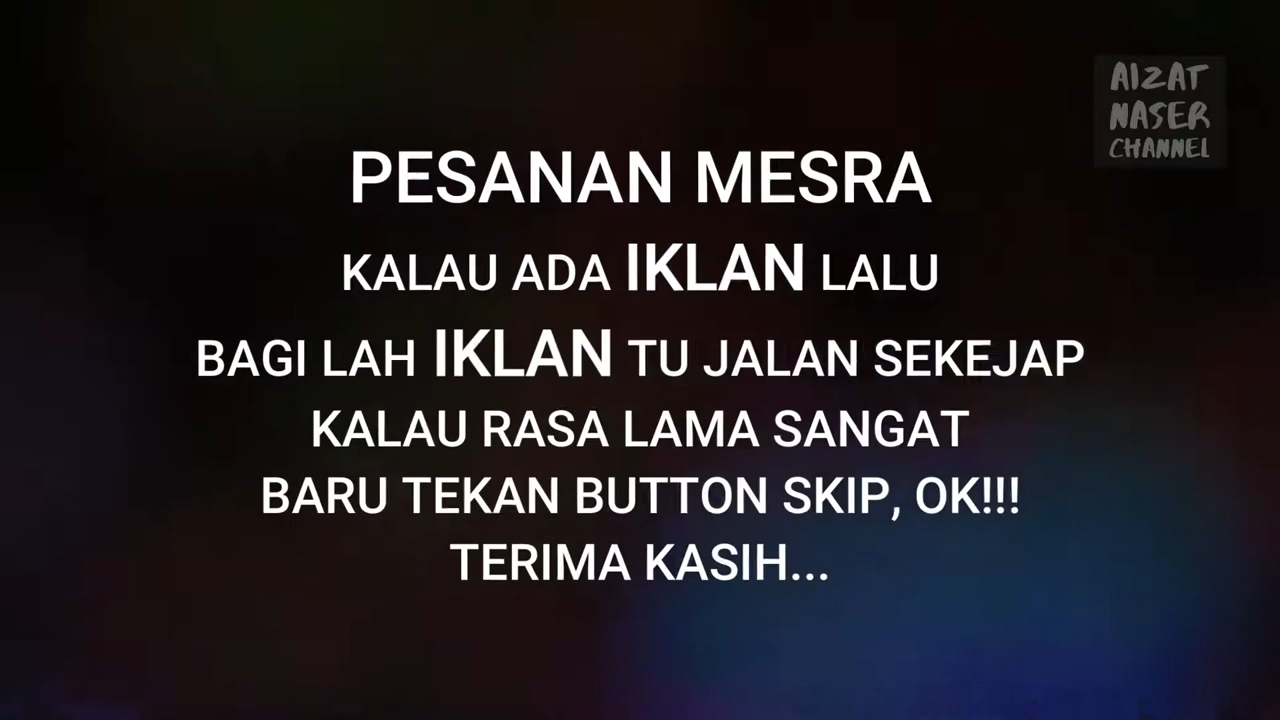 AIZAT
NASER
CHANNEL
PESANAN MESRA
KALAU ADA IKLAN LALU
BAGI LAH IKLAN TU JALAN SEKEJAP
KALAU RASA LAMA SANGAT
BARU TEKAN BUTTON SKIP, OK!!!
TERIMA KASIH...